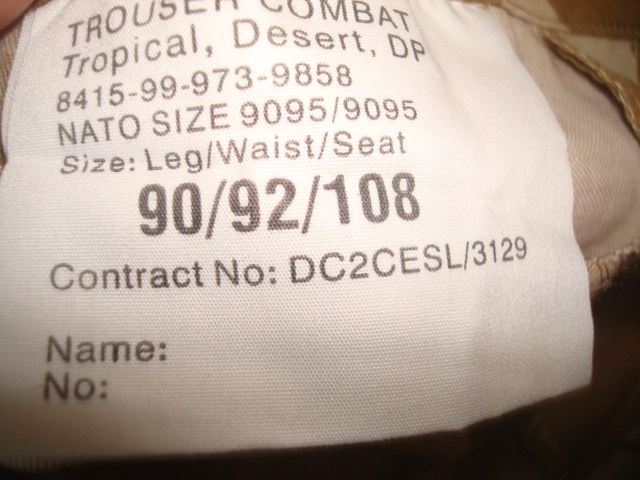 TROUSER COMBAT
Tropical, Desert, DP
8415-99-973-9858
NATO SIZE 9095/9095
Size: Leg/Waist/Seat
90/92/108
Contract No: DC2CESL/3129
Name:
No: